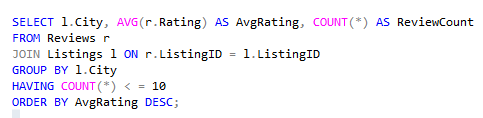 SELECT l.City, AVG(r.Rating) AS AvgRating, COUNT(*) AS ReviewCount
FROM Reviews r
JOIN Listings l ON r.ListingID = l.ListingID
GROUP BY l.City
HAVING COUNT(*) < = 10
ORDER BY AvgRating DESC;